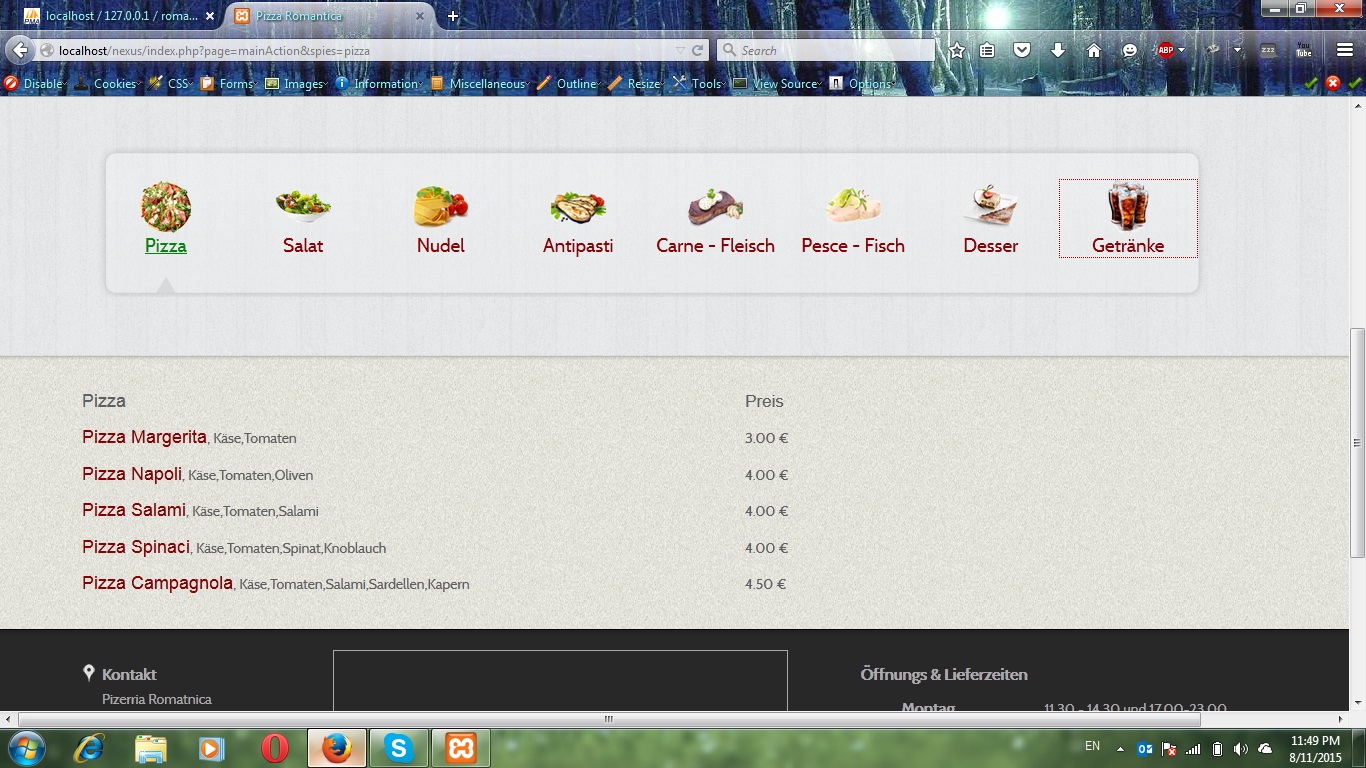 localhost / 127.0.0.1 / roma...
Pizza Romantica
localhost/nexus/index.php?page=mainAction&spies=pizza
Search
ABP
zzz
You Tube
Disable
Cookies
CSS
Forms
Images
Information
Miscellaneous
Outline
Resize
Tools
View Source
Options
Pizza
Salat
Nudel
Antipasti
Carne - Fleisch
Pesce - Fisch
Desser
Getränke
Pizza Preis
Pizza Margerita, Käse,Tomaten 3.00 €
Pizza Napoli, Käse,Tomaten,Oliven 4.00 €
Pizza Salami, Käse,Tomaten,Salami 4.00 €
Pizza Spinaci, Käse,Tomaten,Spinat,Knoblauch 4.00 €
Pizza Campagnola, Käse,Tomaten,Salami,Sardellen,Kapern 4.50 €
Kontakt
Pizerria Romatnica
Öffnungs & Lieferzeiten
Montag 11.30 - 14.30 und 17.00-23.00
EN
11:49 PM
8/11/2015